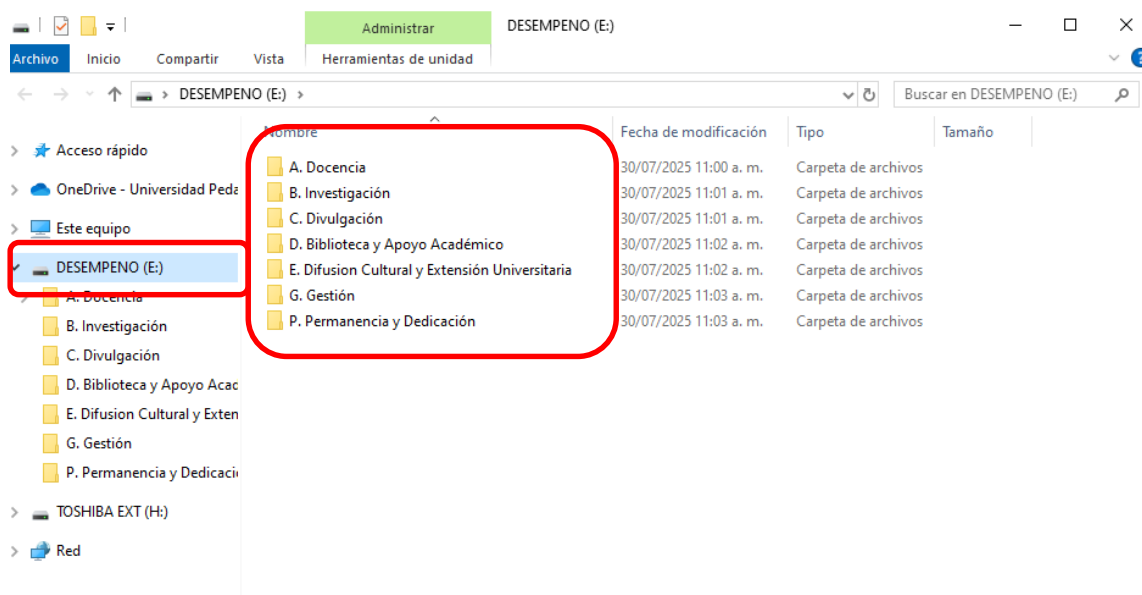 Administrar DESEMPENO (E:)
Archivo Inicio Compartir Vista Herramientas de unidad
DESEMPENO (E:) Buscar en DESEMPENO (E:)
Nombre Fecha de modificación Tipo Tamaño
Acceso rápido
OneDrive - Universidad Peda
Este equipo
DESEMPENO (E:)
A. Docencia
B. Investigación
C. Divulgación
D. Biblioteca y Apoyo Acad
E. Difusion Cultural y Exten
G. Gestión
P. Permanencia y Dedicació
TOSHIBA EXT (H:)
Red
A. Docencia 30/07/2025 11:00 a. m. Carpeta de archivos
B. Investigación 30/07/2025 11:01 a. m. Carpeta de archivos
C. Divulgación 30/07/2025 11:01 a. m. Carpeta de archivos
D. Biblioteca y Apoyo Académico 30/07/2025 11:02 a. m. Carpeta de archivos
E. Difusion Cultural y Extensión Universitaria 30/07/2025 11:02 a. m. Carpeta de archivos
G. Gestión 30/07/2025 11:03 a. m. Carpeta de archivos
P. Permanencia y Dedicación 30/07/2025 11:03 a. m. Carpeta de archivos